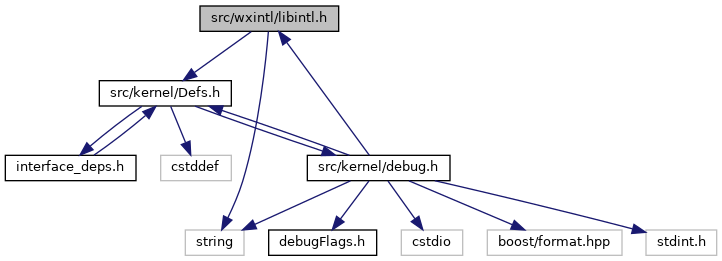 src/wxintl/libintl.h
src/kernel/Defs.h
interface_deps.h
cstddef
src/kernel/debug.h
string
debugFlags.h
cstdio
boost/format.hpp
stdint.h